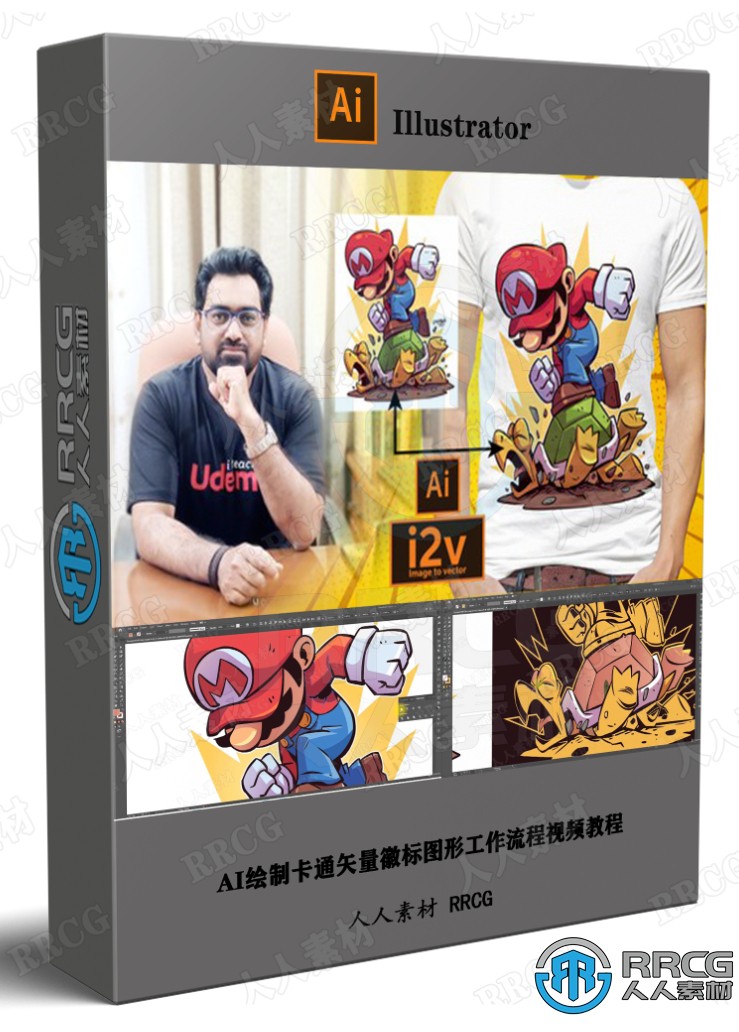 Ai Illustrator
M
M
i teac
Udem
Ai
i2v
Image to vector
M
AI绘制卡通矢量徽标图形工作流程视频教程
人人素材 RRCG
RRCG
人人素材
RRCG
人人素材